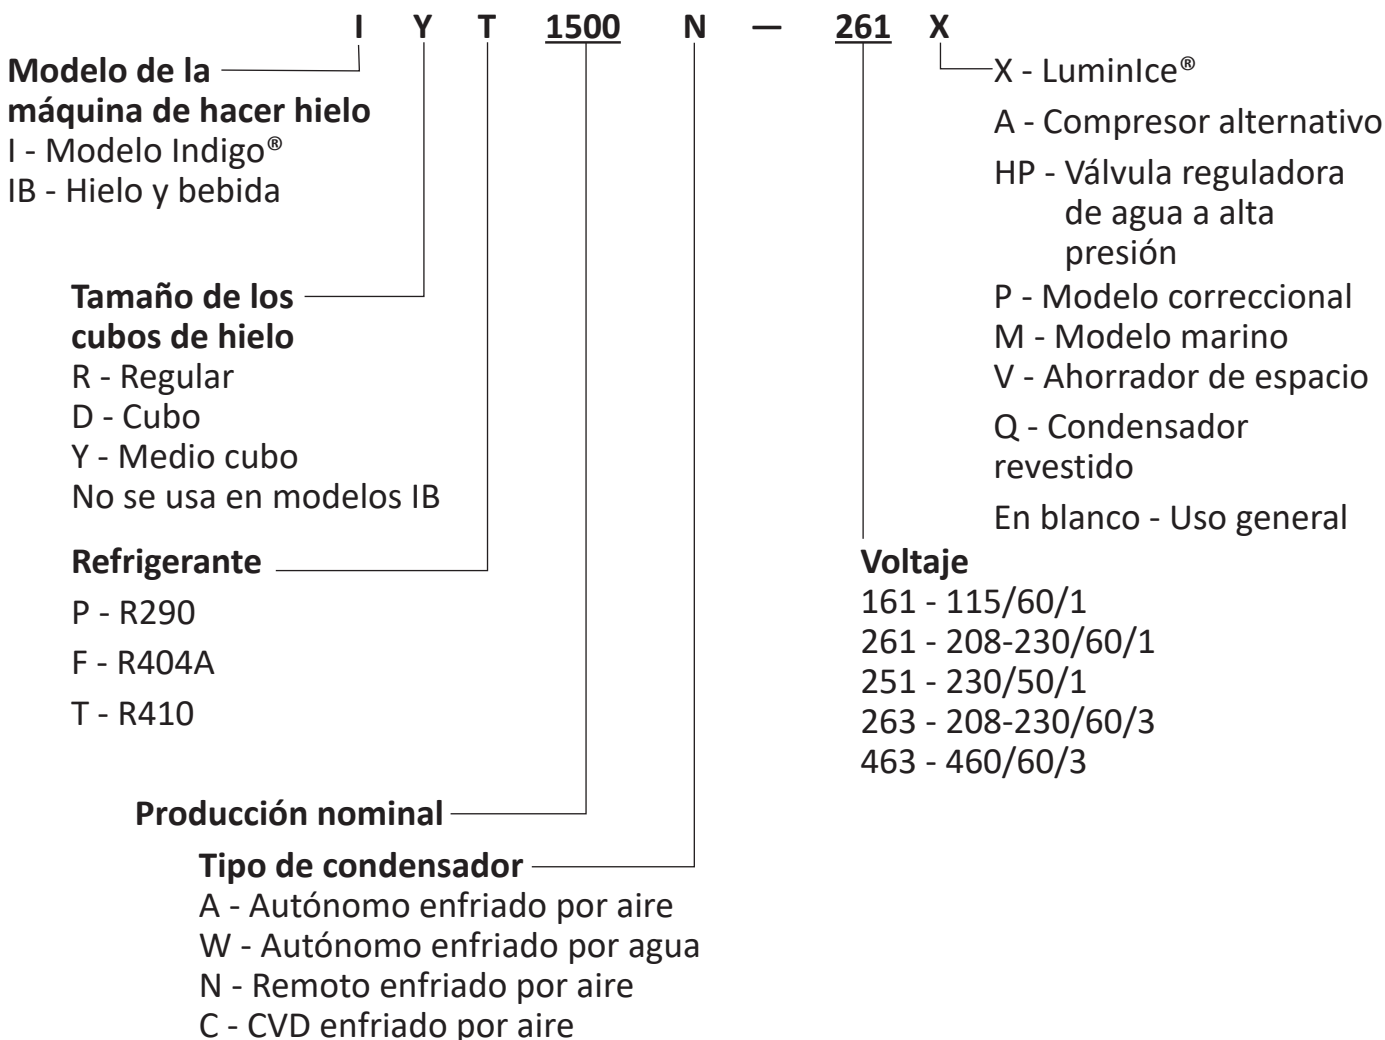 I Y T 1500 N — 261 X
Modelo de la
máquina de hacer hielo
I - Modelo Indigo®
IB - Hielo y bebida
Tamaño de los
cubos de hielo
R - Regular
D - Cubo
Y - Medio cubo
No se usa en modelos IB
Refrigerante
P - R290
F - R404A
T - R410
Producción nominal
Tipo de condensador
A - Autónomo enfriado por aire
W - Autónomo enfriado por agua
N - Remoto enfriado por aire
C - CVD enfriado por aire
X - LuminIce®
A - Compresor alternativo
HP - Válvula reguladora
de agua a alta
presión
P - Modelo correccional
M - Modelo marino
V - Ahorrador de espacio
Q - Condensador
revestido
En blanco - Uso general
Voltaje
161 - 115/60/1
261 - 208-230/60/1
251 - 230/50/1
263 - 208-230/60/3
463 - 460/60/3